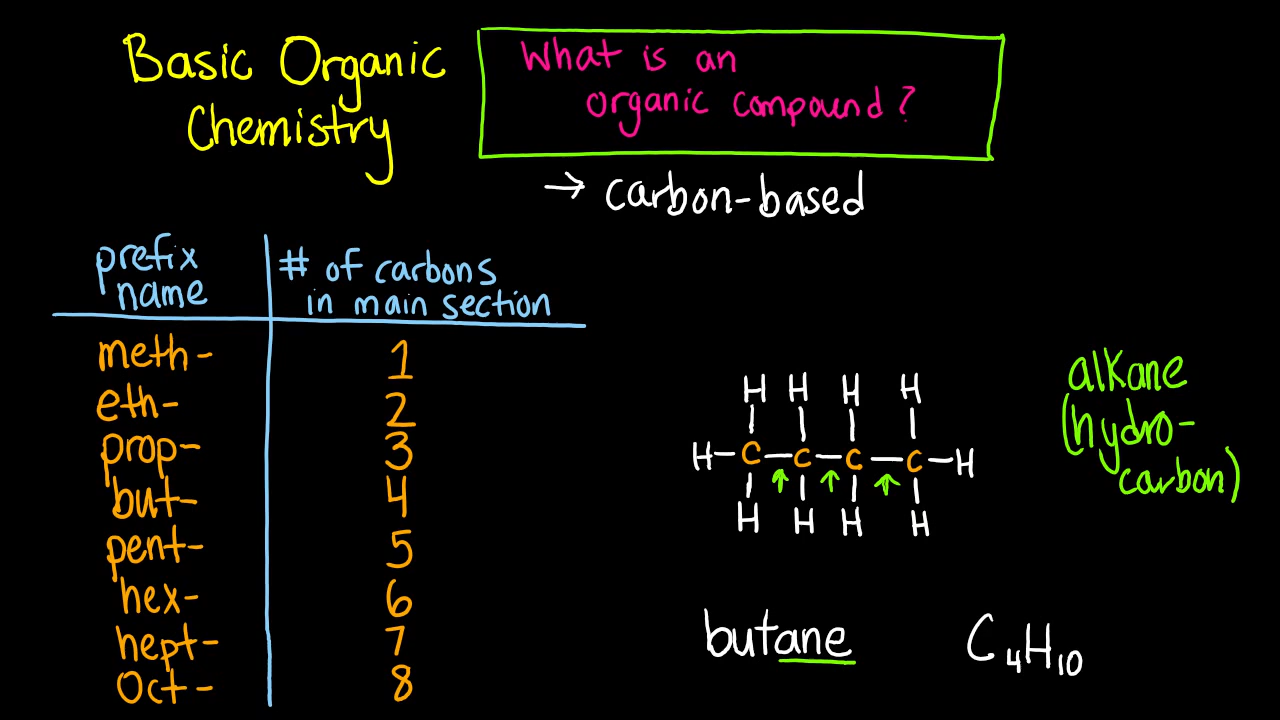 Basic Organic
Chemistry
What is an
organic compound?
→ carbon-based
prefix
name
# of carbons
in main section
meth- 1
eth- 2
prop- 3
but- 4
pent- 5
hex- 6
hept- 7
Oct- 8
H H H H
H-C-C-C-C-H
H H H H
alkane
(hydro-
carbon)
butane
C₄H₁₀